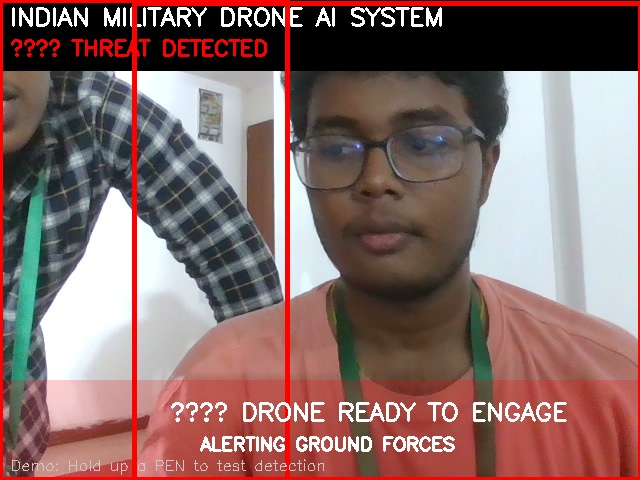 INDIAN MILITARY DRONE AI SYSTEM
???? THREAT DETECTED
???? DRONE READY TO ENGAGE
ALERTING GROUND FORCES
Demo: Hold up a PEN to test detection